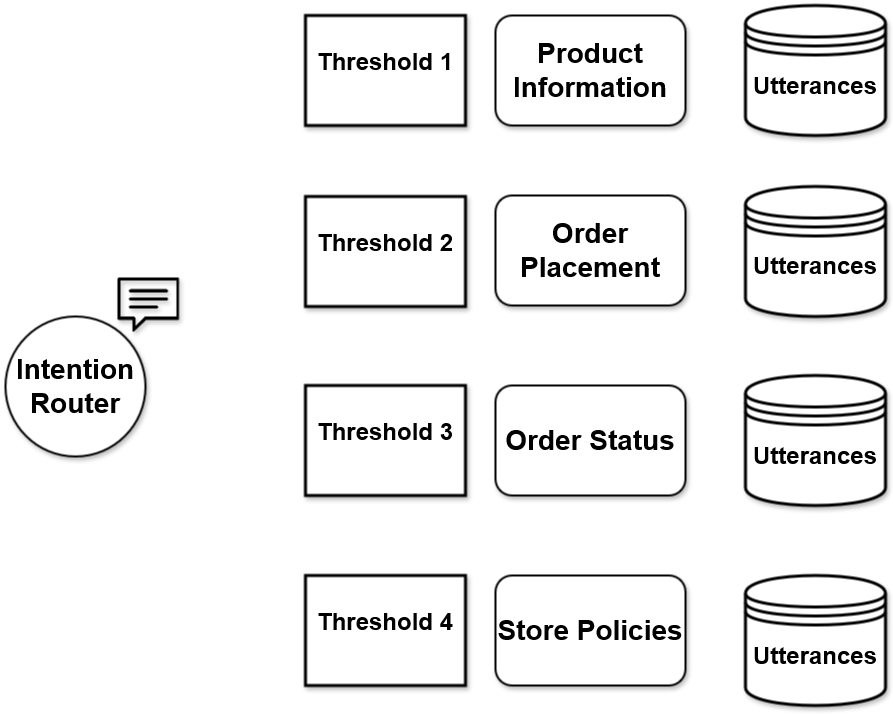 Threshold 1
Product
Information
Utterances
Threshold 2
Order
Placement
Utterances
Intention
Router
Threshold 3
Order Status
Utterances
Threshold 4
Store Policies
Utterances